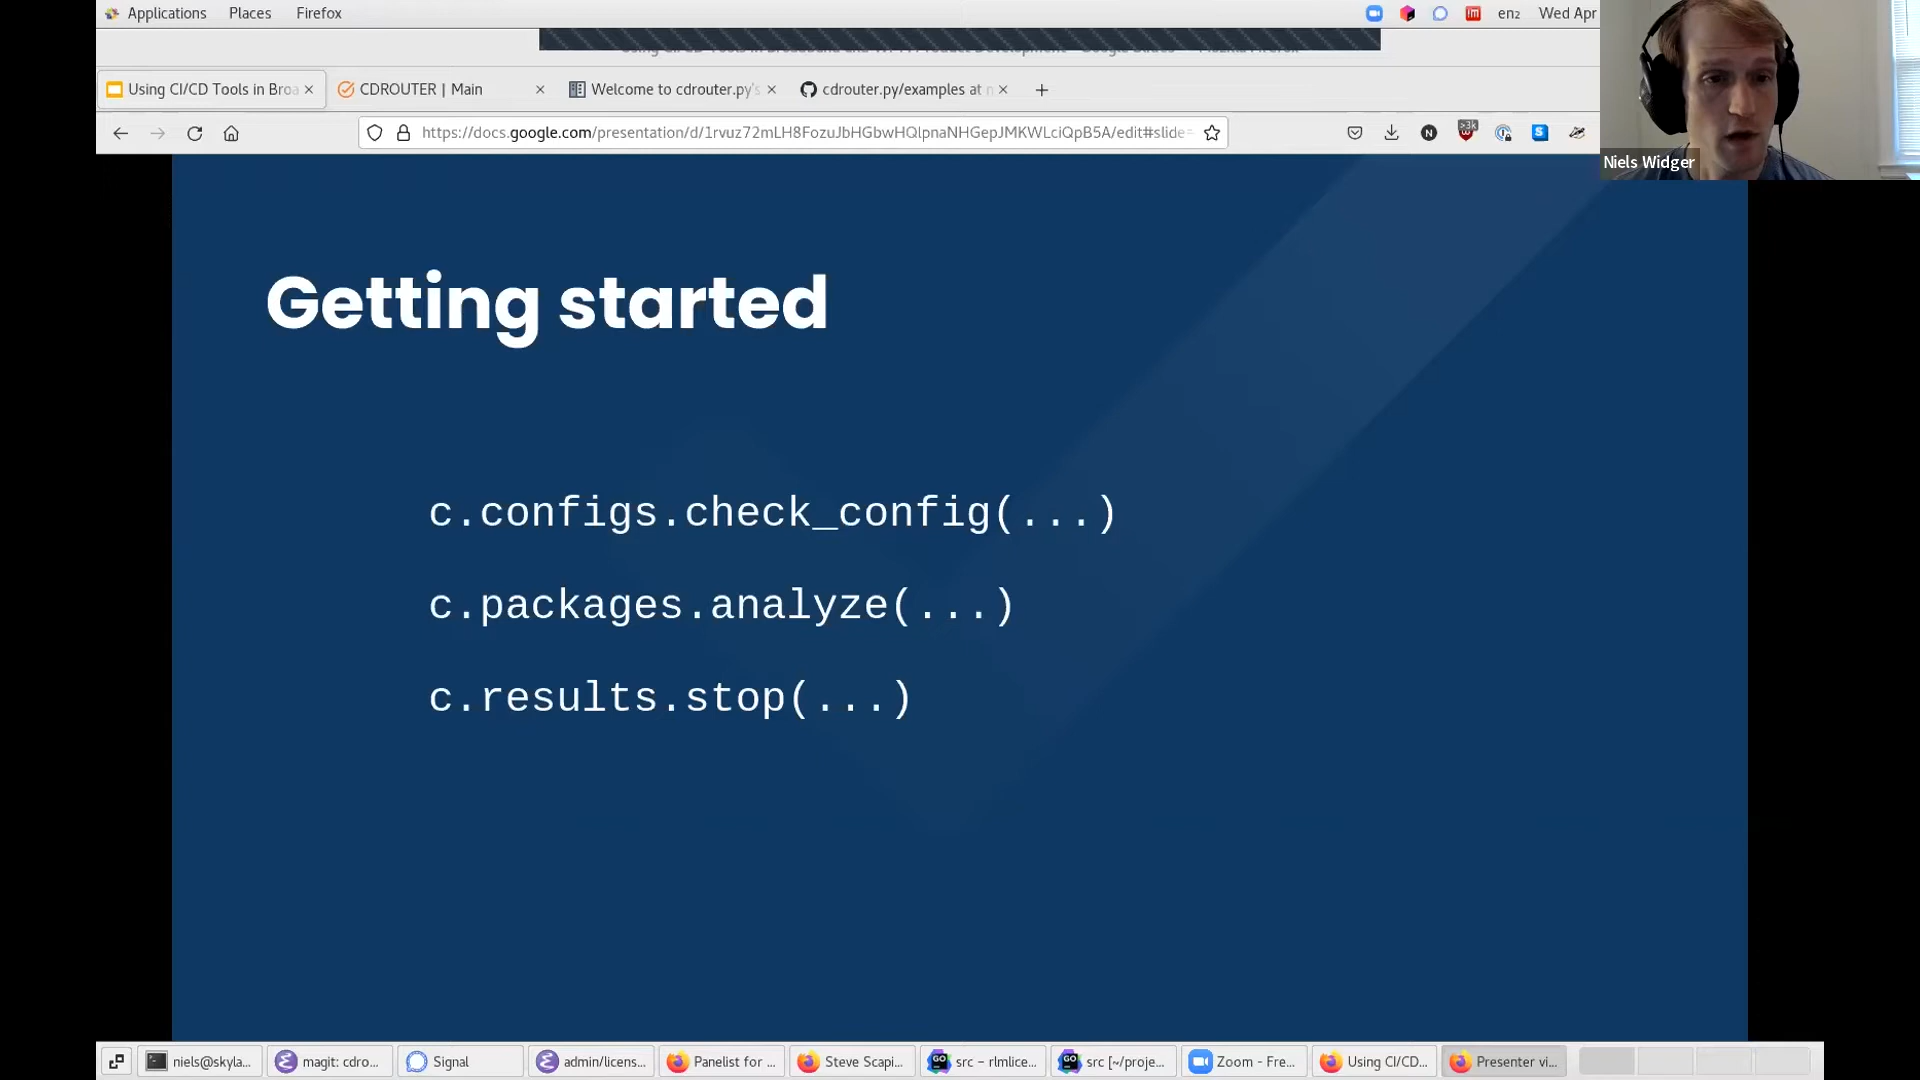 Applications Places Firefox en₂ Wed Apr
Using CI/CD Tools in Broa CDROUTER | Main Welcome to cdrouter.py's cdrouter.py/examples at
https://docs.google.com/presentation/d/1rvuz72mLH8FozuJbHGbwHQlpnaNHGepJMKWLciQpB5A/edit#slide=
>3k
Niels Widger
Getting started
c.configs.check_config(...)
c.packages.analyze(...)
c.results.stop(...)
niels@skyla... magit: cdro... Signal admin/licens... Panelist for ... Steve Scapi... src – rlmlice... src [~/proje... Zoom - Fre... Using CI/CD... Presenter vi...